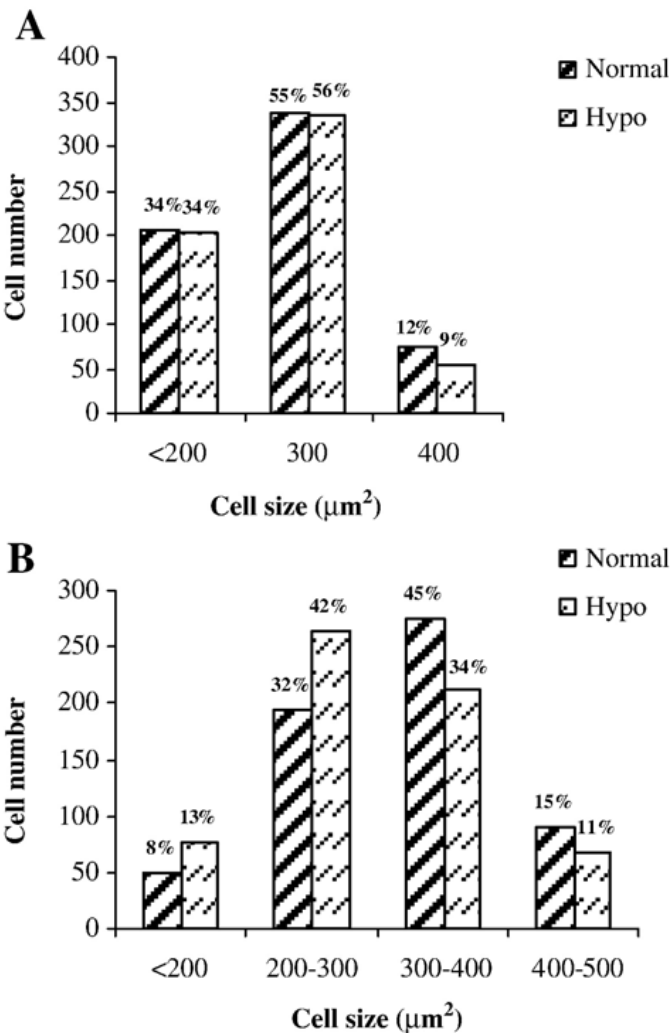 A
400
350
300
250
200
150
100
50
0
Cell number
34% 34%
55% 56%
12% 9%
Normal
Hypo
<200 300 400
Cell size (μm²)
B
300
250
200
150
100
50
0
Cell number
8% 13%
32% 42%
45% 34%
15% 11%
Normal
Hypo
<200 200-300 300-400 400-500
Cell size (μm²)